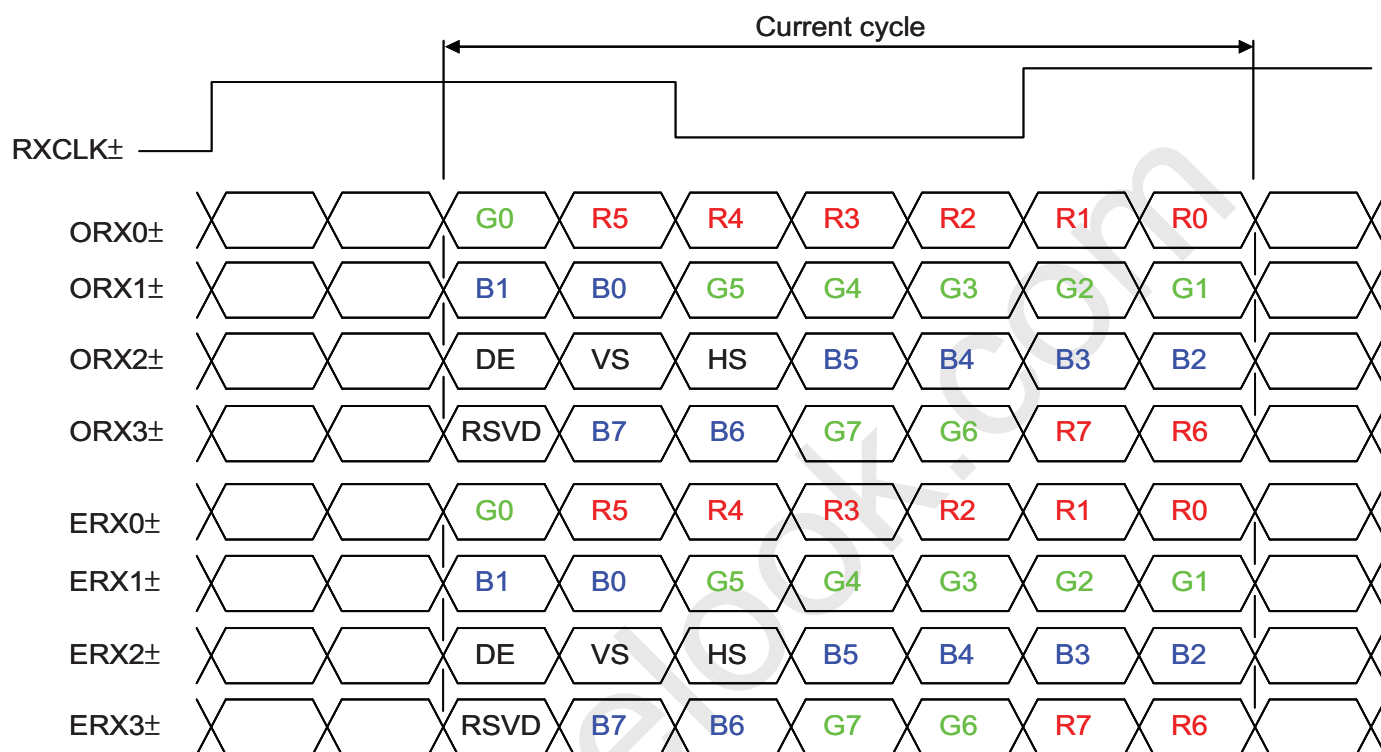 Current cycle
RXCLK±
ORX0± G0 R5 R4 R3 R2 R1 R0
ORX1± B1 B0 G5 G4 G3 G2 G1
ORX2± DE VS HS B5 B4 B3 B2
ORX3± RSVD B7 B6 G7 G6 R7 R6
ERX0± G0 R5 R4 R3 R2 R1 R0
ERX1± B1 B0 G5 G4 G3 G2 G1
ERX2± DE VS HS B5 B4 B3 B2
ERX3± RSVD B7 B6 G7 G6 R7 R6
elook.com